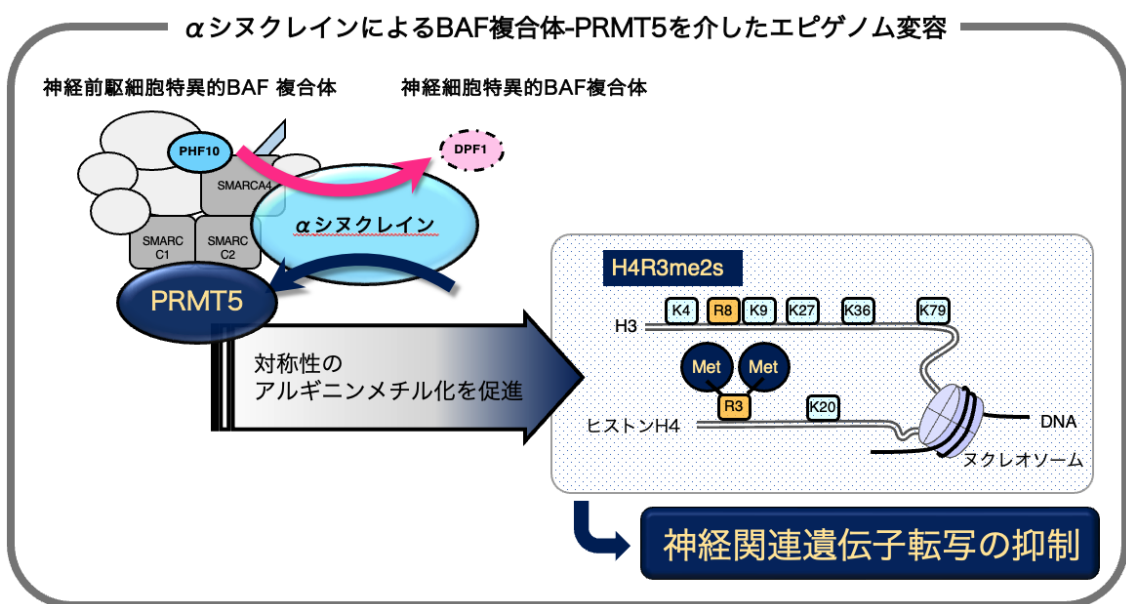 αシヌクレインによるBAF複合体-PRMT5を介したエピゲノム変容
神経前駆細胞特異的BAF 複合体
神経細胞特異的BAF複合体
PHF10
DPF1
SMARCA4
αシヌクレイン
SMARC
C1
SMARC
C2
PRMT5
対称性の
アルギニンメチル化を促進
H4R3me2s
K4
R8
K9
K27
K36
K79
H3
Met
Met
R3
K20
ヒストンH4
DNA
ヌクレオソーム
神経関連遺伝子転写の抑制